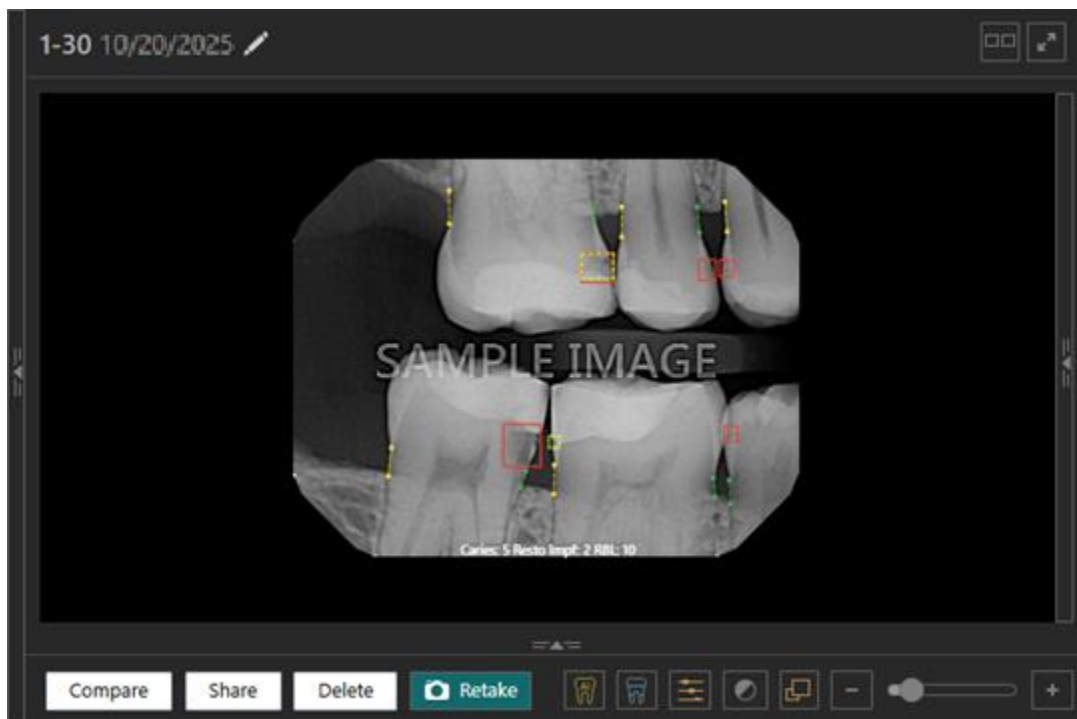 1-30 10/20/2025
SAMPLE IMAGE
Caries: 5 Resto Impf: 2 RBL: 10
Compare Share Delete Retake